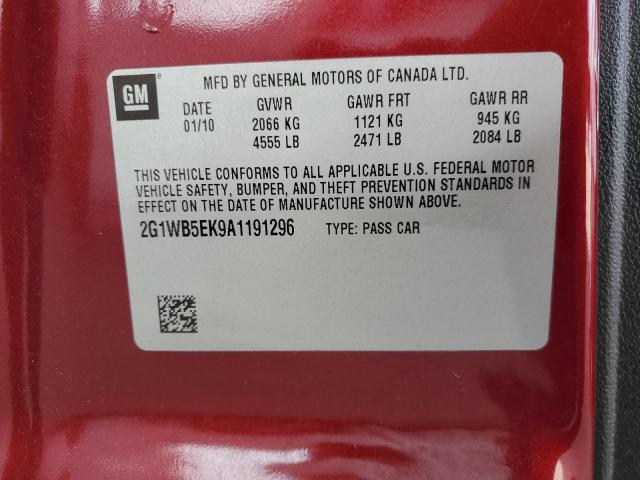 GM
MFD BY GENERAL MOTORS OF CANADA LTD.
DATE GVWR GAWR FRT GAWR RR
01/10 2066 KG 1121 KG 945 KG
4555 LB 2471 LB 2084 LB
THIS VEHICLE CONFORMS TO ALL APPLICABLE U.S. FEDERAL MOTOR
VEHICLE SAFETY, BUMPER, AND THEFT PREVENTION STANDARDS IN
EFFECT ON THE DATE OF MANUFACTURE SHOWN ABOVE.
2G1WB5EK9A1191296 TYPE: PASS CAR